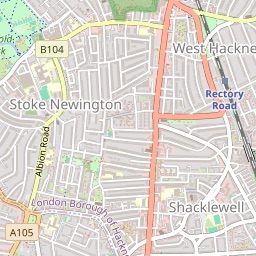 B104
West Hackne
Rectory
Road
Stoke Newington
Albion Road
London Borough of Hackn
Shacklewell
A105